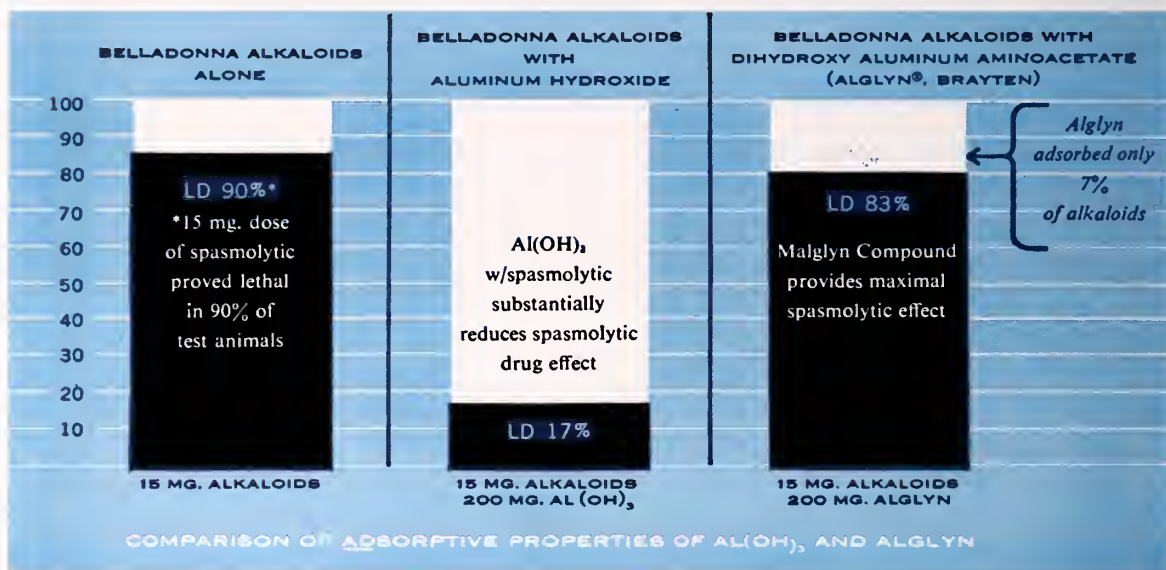 BELLADONNA ALKALOIDS
ALONE
BELLADONNA ALKALOIDS
WITH
ALUMINUM HYDROXIDE
BELLADONNA ALKALOIDS WITH
DIHYDROXY ALUMINUM AMINOACETATE
(ALGLYN®, BRAYTEN)
100
90
80
70
60
50
40
30
20
10
LD 90%*
*15 mg. dose
of spasmolytic
proved lethal
in 90% of
test animals
Al(OH)₃
w/spasmolytic
substantially
reduces spasmolytic
drug effect
LD 17%
LD 83%
Malglyn Compound
provides maximal
spasmolytic effect
Alglyn
adsorbed only
7%
of alkaloids
15 MG. ALKALOIDS
15 MG. ALKALOIDS
200 MG. AL (OH)₃
15 MG. ALKALOIDS
200 MG. ALGLYN
COMPARISON OF ADSORPTIVE PROPERTIES OF AL(OH)₃ AND ALGLYN